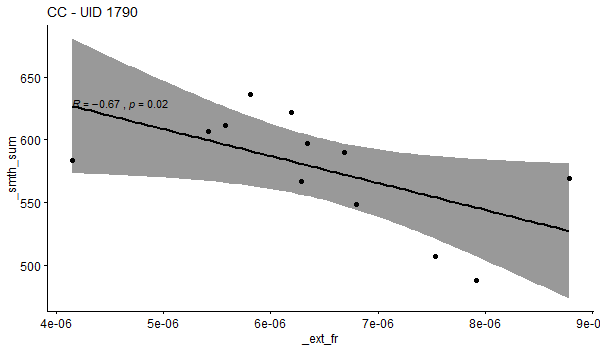 CC - UID 1790
_smth_sum
650
600
550
500
R = −0.67 , p = 0.02
4e-06
5e-06
6e-06
7e-06
8e-06
9e-0
_ext_fr